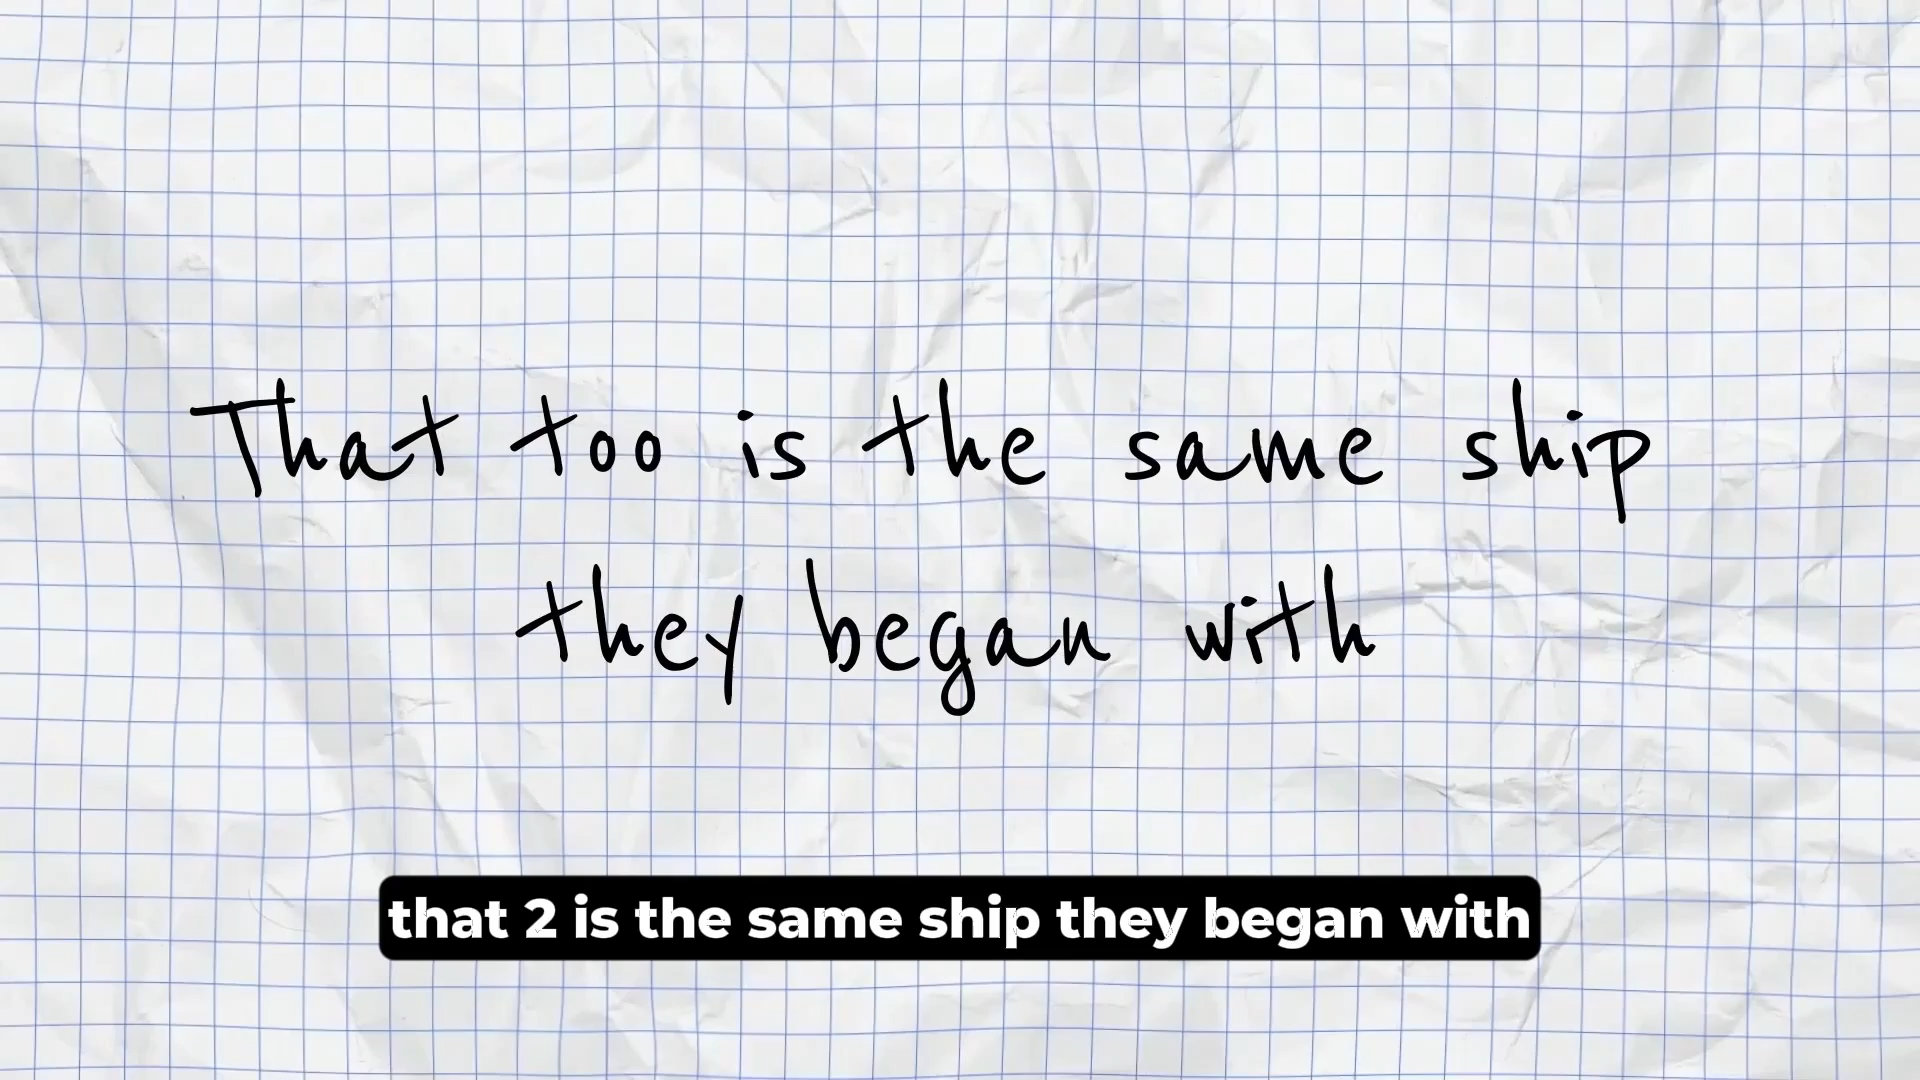 That too is the same ship
they began with
that 2 is the same ship they began with